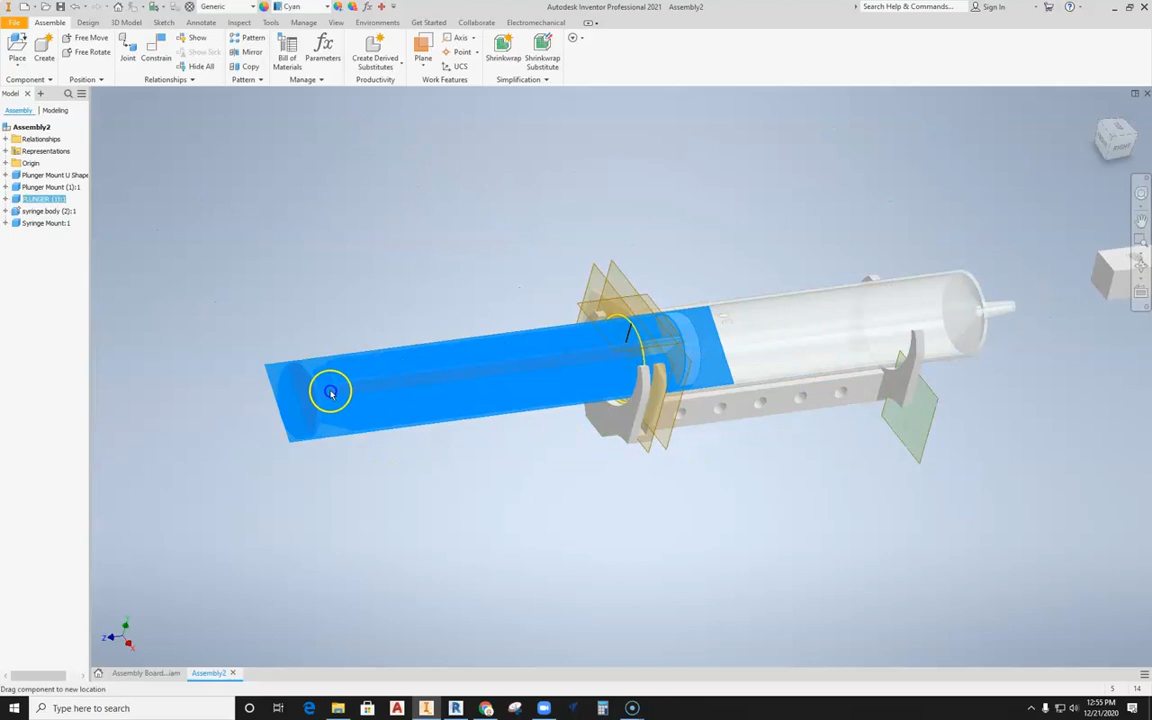 Generic
Cyan
Autodesk Inventor Professional 2021 Assembly2
Search Help & Commands...
Sign In
File
Assemble
Design
3D Model
Sketch
Annotate
Inspect
Tools
Manage
View
Environments
Get Started
Collaborate
Electromechanical
Place
Create
Free Move
Free Rotate
Joint
Constrain
Show
Show Sick
Hide All
Pattern
Mirror
Copy
Bill of Materials
fx
Parameters
Create Derived Substitutes
Plane
Axis
Point
UCS
Shrinkwrap
Shrinkwrap Substitute
Component
Position
Relationships
Pattern
Manage
Productivity
Work Features
Simplification
Model
Assembly
Modeling
Assembly2
Relationships
Representations
Origin
Plunger Mount U Shape
Plunger Mount (1):1
syringe body (2):1
Syringe Mount:1
RIGHT
Z
X
Assembly Board...iam
Assembly2
Drag component to new location
5
14
Type here to search
12:55 PM
12/21/2020